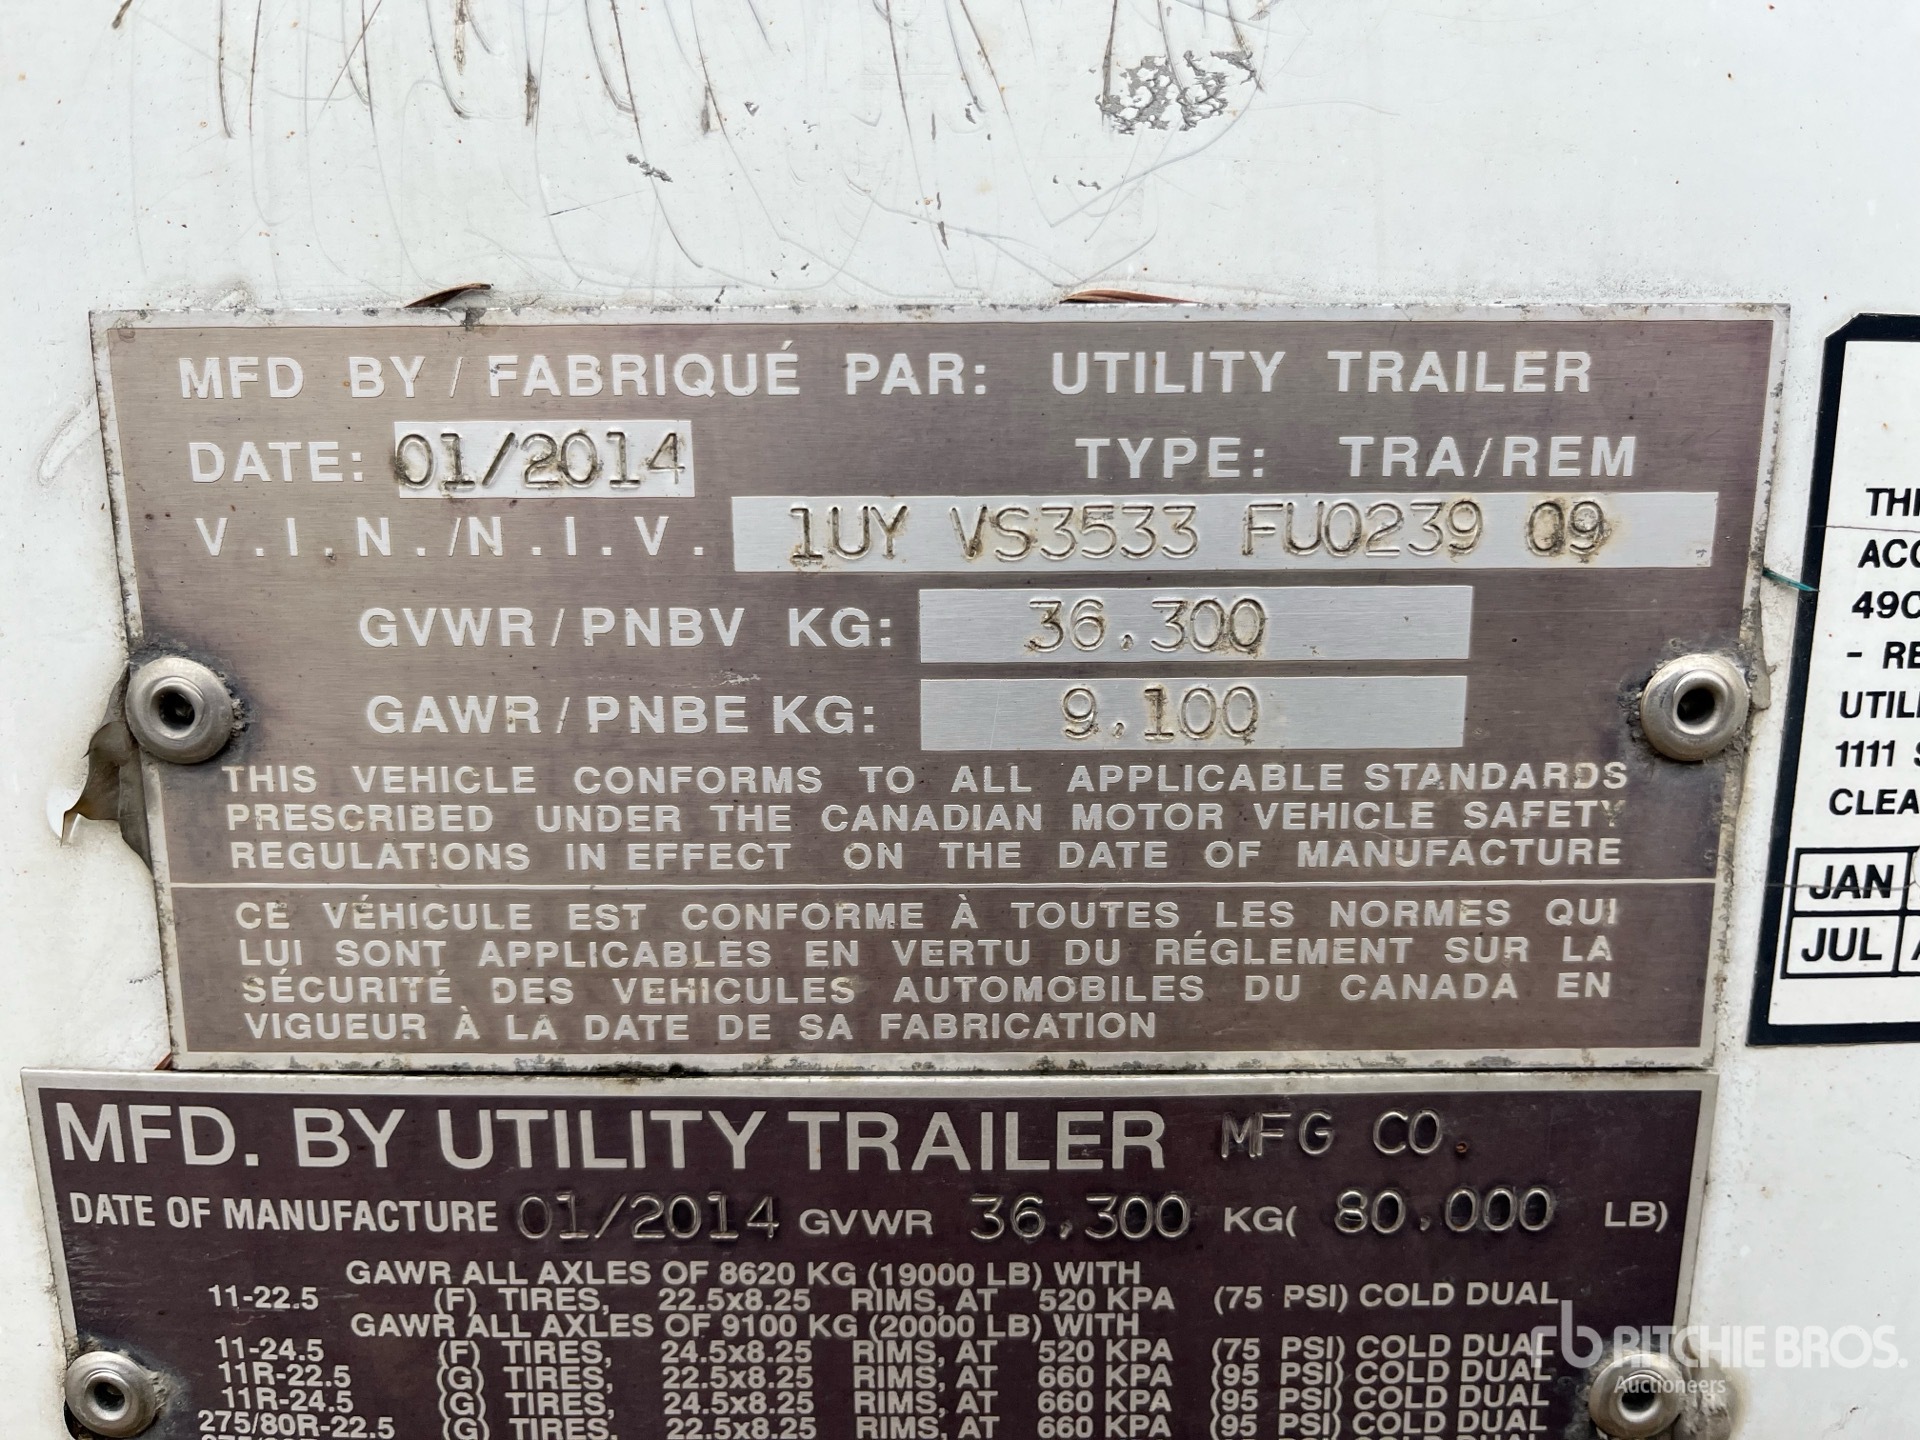 MFD BY / FABRIQUÉ PAR: UTILITY TRAILER
DATE: 01/2014 TYPE: TRA/REM
V.I.N./N.I.V. 1UY VS3533 FU0239 09
GVWR/PNBV KG: 36,300
GAWR/PNBE KG: 9,100
THIS VEHICLE CONFORMS TO ALL APPLICABLE STANDARDS
PRESCRIBED UNDER THE CANADIAN MOTOR VEHICLE SAFETY
REGULATIONS IN EFFECT ON THE DATE OF MANUFACTURE
CE VÉHICULE EST CONFORME À TOUTES LES NORMES QUI
LUI SONT APPLICABLES EN VERTU DU RÉGLEMENT SUR LA
SÉCURITÉ DES VEHICULES AUTOMOBILES DU CANADA EN
VIGUEUR À LA DATE DE SA FABRICATION
MFD. BY UTILITY TRAILER MFG CO.
DATE OF MANUFACTURE 01/2014 GVWR 36,300 KG( 80,000 LB)
GAWR ALL AXLES OF 8620 KG (19000 LB) WITH
11-22.5 (F) TIRES, 22.5x8.25 RIMS, AT 520 KPA (75 PSI) COLD DUAL
GAWR ALL AXLES OF 9100 KG (20000 LB) WITH
11-24.5 (F) TIRES, 24.5x8.25 RIMS, AT 520 KPA (75 PSI) COLD DUAL
11R-22.5 (G) TIRES, 22.5x8.25 RIMS, AT 660 KPA (95 PSI) COLD DUAL
11R-24.5 (G) TIRES, 24.5x8.25 RIMS, AT 660 KPA (95 PSI) COLD DUAL
275/80R-22.5 (G) TIRES, 22.5x8.25 RIMS, AT 660 KPA (95 PSI) COLD DUAL
ACC
49C
- RE
UTIL
1111 S
CLEA
JAN
JUL
RITCHIE BROS.
Auctioneers